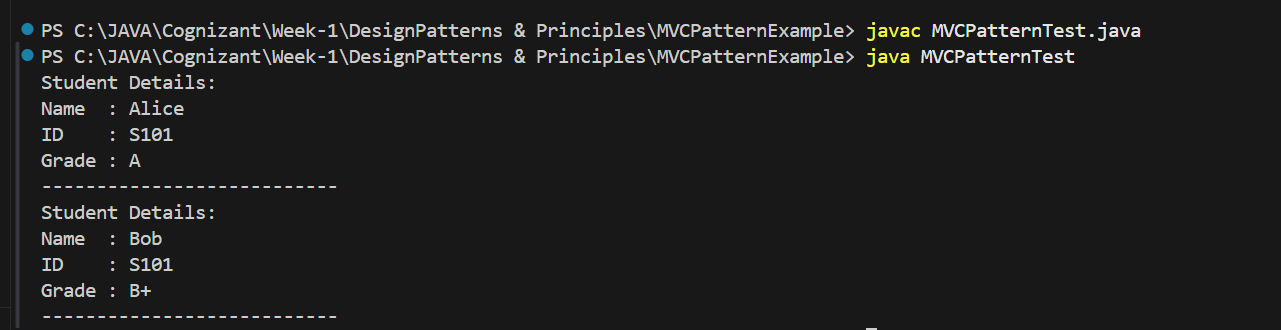 PS C:\JAVA\Cognizant\Week-1\DesignPatterns & Principles\MVCPatternExample> javac MVCPatternTest.java
PS C:\JAVA\Cognizant\Week-1\DesignPatterns & Principles\MVCPatternExample> java MVCPatternTest
Student Details:
Name  : Alice
ID    : S101
Grade : A
---------------------------
Student Details:
Name  : Bob
ID    : S101
Grade : B+
---------------------------